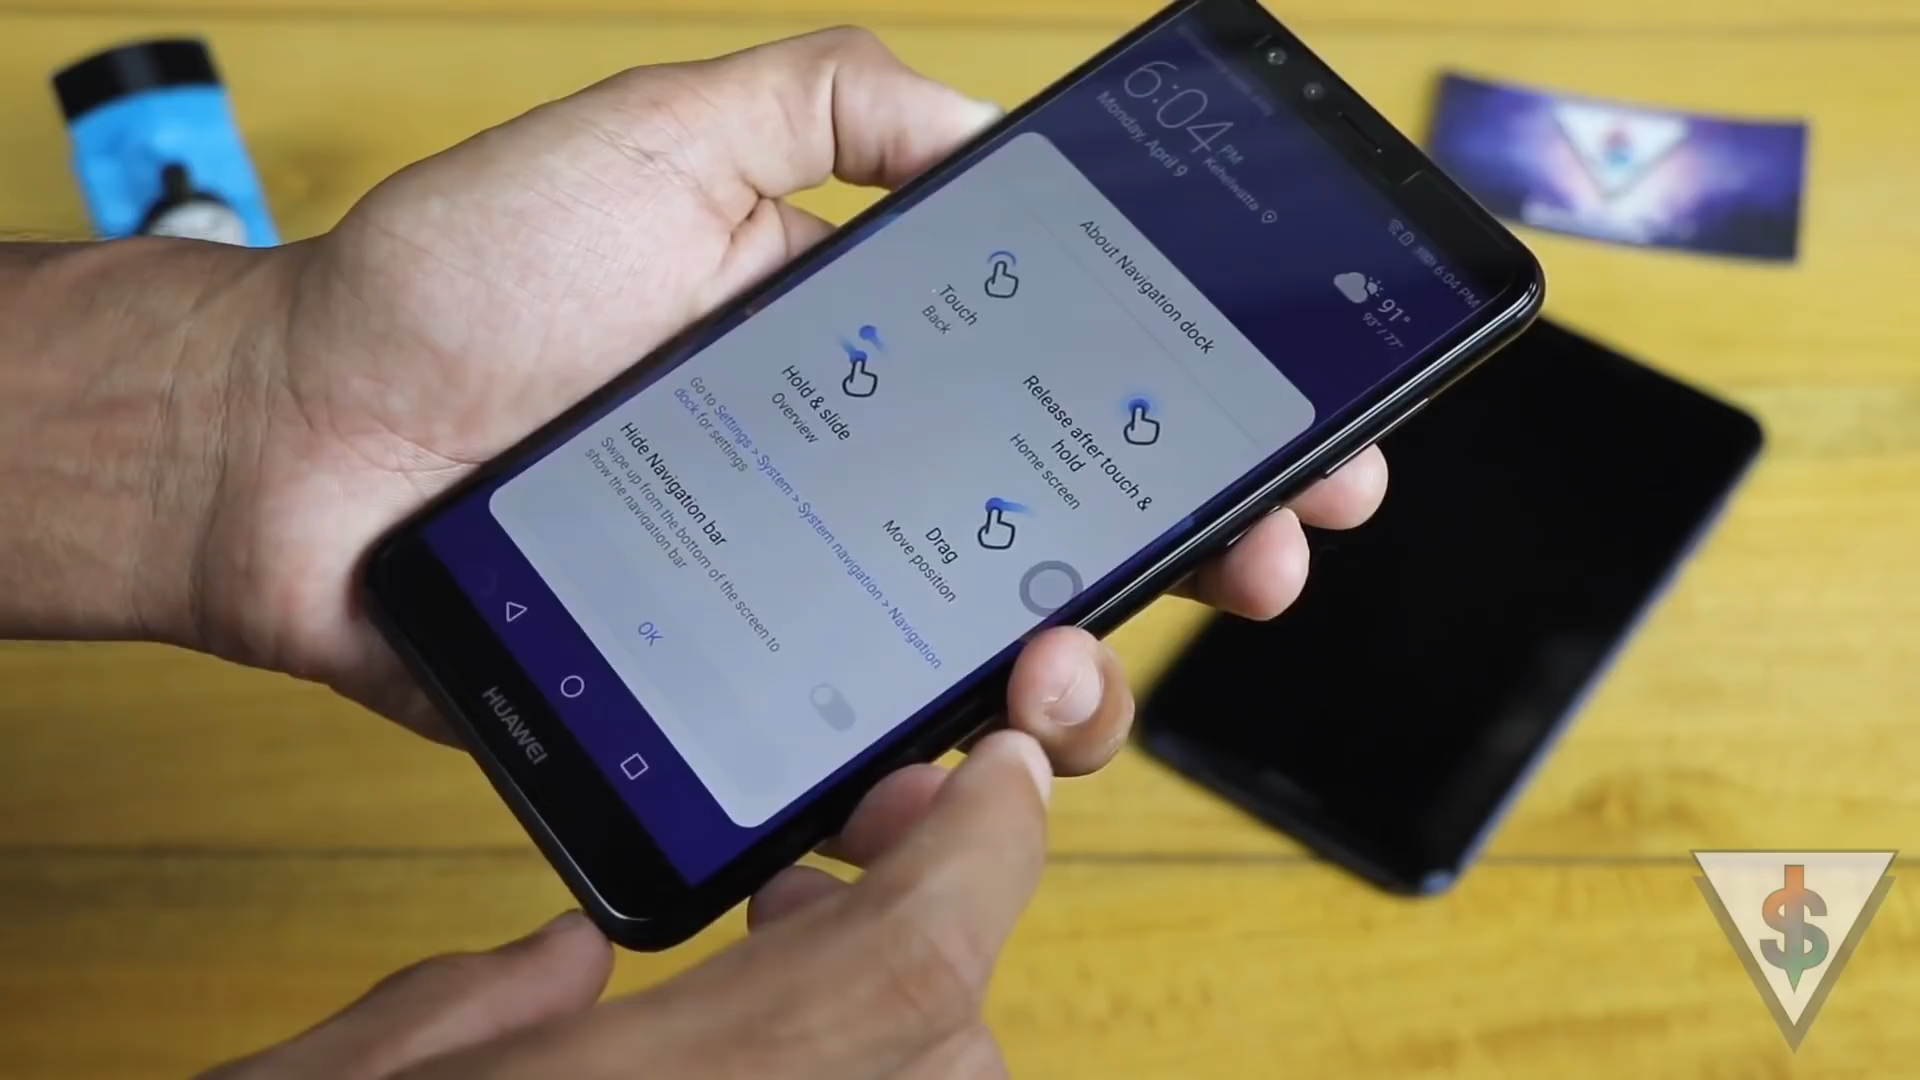 6:04 PM
Kehelwatta
Monday, April 9
6:04 PM
91°
93° / 77°
About Navigation dock
Touch
Back
Release after touch &
hold
Home screen
Hold & slide
Overview
Drag
Move position
Go to Settings > System > System navigation > Navigation
dock for settings
Hide Navigation bar
Swipe up from the bottom of the screen to
show the navigation bar
OK
HUAWEI
$